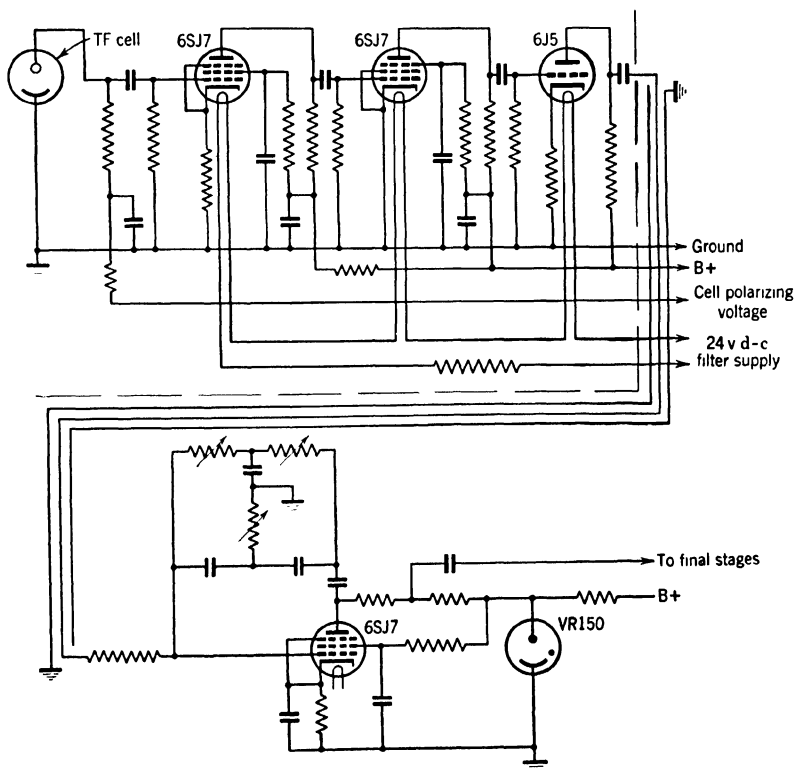 TF cell
6SJ7
6SJ7
6J5
Ground
B+
Cell polarizing
voltage
24 v d-c
filter supply
To final stages
B+
6SJ7
VR150